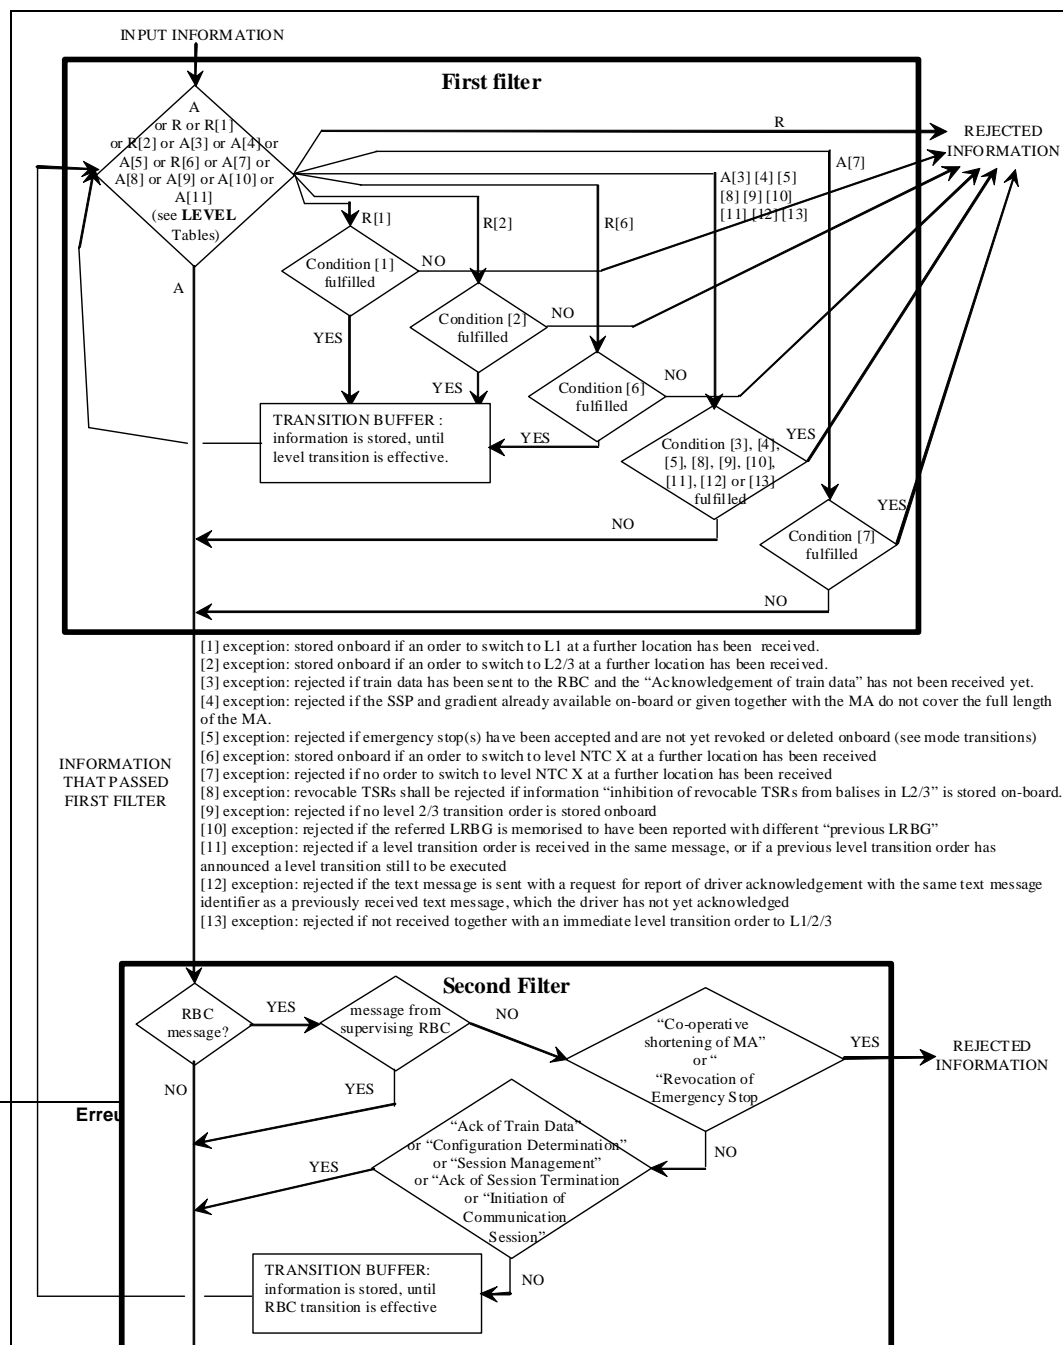 INPUT INFORMATION
First filter
A
or R or R[1]
or R[2] or A[3] or A[4] or
A[5] or R[6] or A[7] or
A[8] or A[9] or A[10] or
A[11]
(see LEVEL
Tables)
R
REJECTED
INFORMATION
A[7]
A[3] [4] [5]
[8] [9] [10]
[11] [12] [13]
R[1]
R[2]
R[6]
A
Condition [1]
fulfilled
NO
YES
Condition [2]
fulfilled
NO
YES
Condition [6]
fulfilled
NO
YES
TRANSITION BUFFER :
information is stored, until
level transition is effective.
Condition [3], [4],
[5], [8], [9], [10],
[11], [12] or [13]
fulfilled
YES
NO
Condition [7]
fulfilled
YES
NO
[1] exception: stored onboard if an order to switch to L1 at a further location has been received.
[2] exception: stored onboard if an order to switch to L2/3 at a further location has been received.
[3] exception: rejected if train data has been sent to the RBC and the “Acknowledgement of train data” has not been received yet.
[4] exception: rejected if the SSP and gradient already available on-board or given together with the MA do not cover the full length
of the MA.
[5] exception: rejected if emergency stop(s) have been accepted and are not yet revoked or deleted onboard (see mode transitions)
[6] exception: stored onboard if an order to switch to level NTC X at a further location has been received
[7] exception: rejected if no order to switch to level NTC X at a further location has been received
[8] exception: revocable TSRs shall be rejected if information “inhibition of revocable TSRs from balises in L2/3” is stored on-board.
[9] exception: rejected if no level 2/3 transition order is stored onboard
[10] exception: rejected if the referred LRBG is memorised to have been reported with different “previous LRBG”
[11] exception: rejected if a level transition order is received in the same message, or if a previous level transition order has
announced a level transition still to be executed
[12] exception: rejected if the text message is sent with a request for report of driver acknowledgement with the same text message
identifier as a previously received text message, which the driver has not yet acknowledged
[13] exception: rejected if not received together with an immediate level transition order to L1/2/3
INFORMATION
THAT PASSED
FIRST FILTER
Second Filter
RBC
message?
YES
NO
message from
supervising RBC
NO
YES
“Co-operative
shortening of MA”
or “
“Revocation of
Emergency Stop
YES
REJECTED
INFORMATION
NO
Erreu
“Ack of Train Data”
or “Configuration Determination”
or “Session Management”
or “Ack of Session Termination
or “Initiation of
Communication
Session”
YES
NO
TRANSITION BUFFER:
information is stored, until
RBC transition is effective